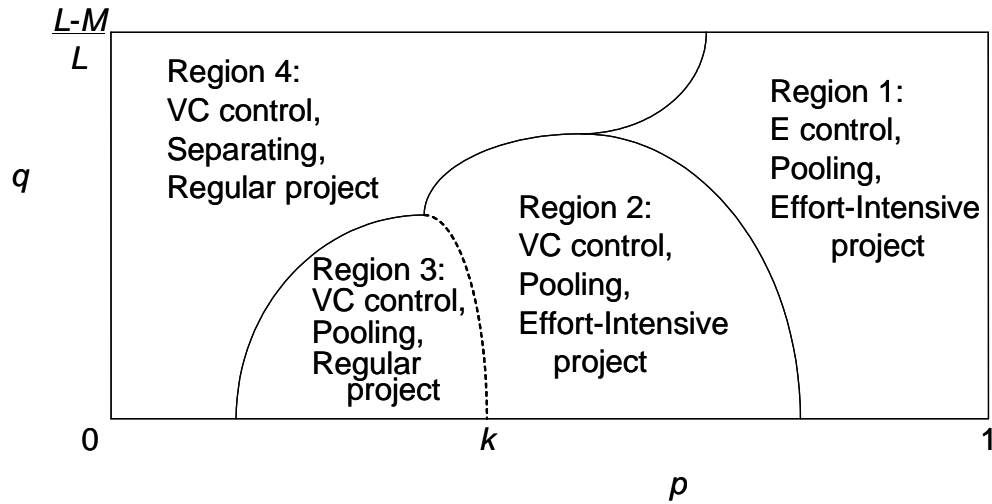 L-M
L
q
Region 4:
VC control,
Separating,
Regular project
Region 1:
E control,
Pooling,
Effort-Intensive
project
Region 2:
VC control,
Pooling,
Effort-Intensive
project
Region 3:
VC control,
Pooling,
Regular
project
0
k
1
p